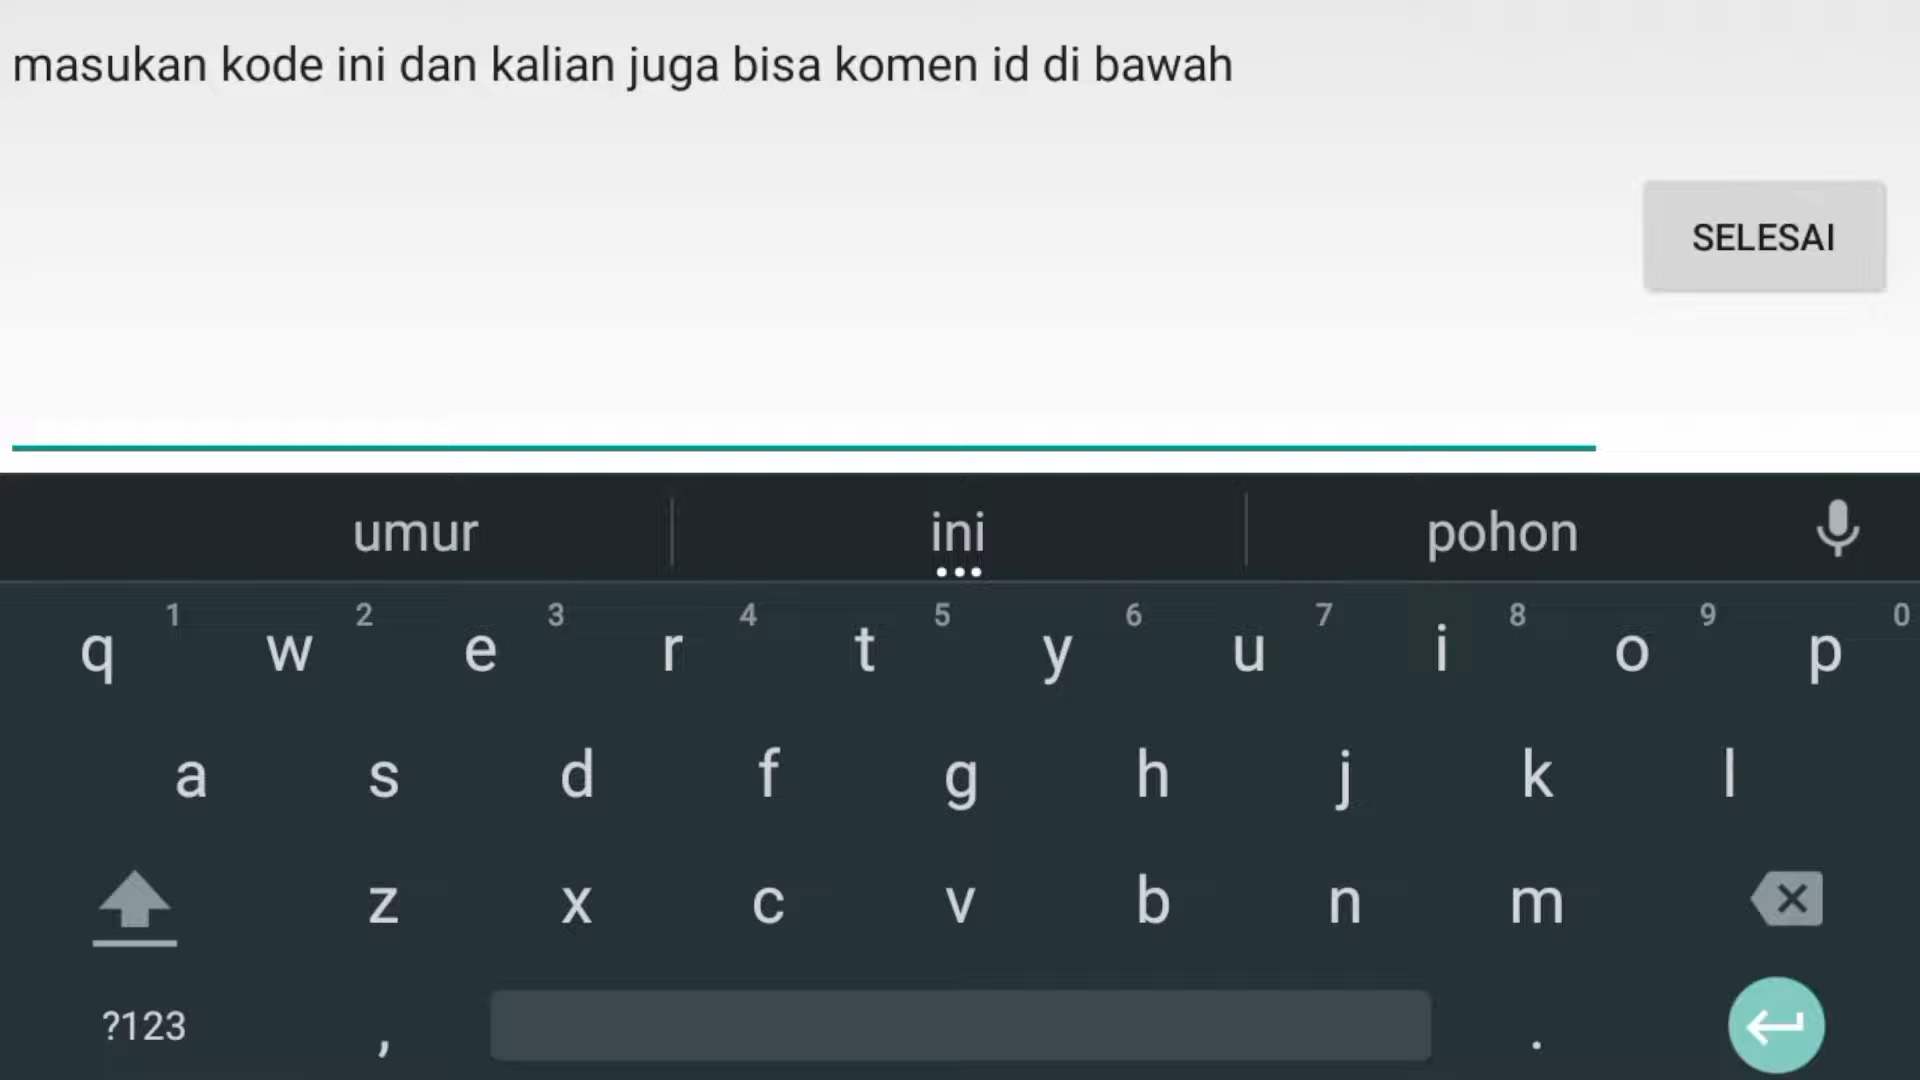 masukan kode ini dan kalian juga bisa komen id di bawah
SELESAI
umur ini pohon
1 2 3 4 5 6 7 8 9 0
q w e r t y u i o p
a s d f g h j k l
z x c v b n m
?123 , .